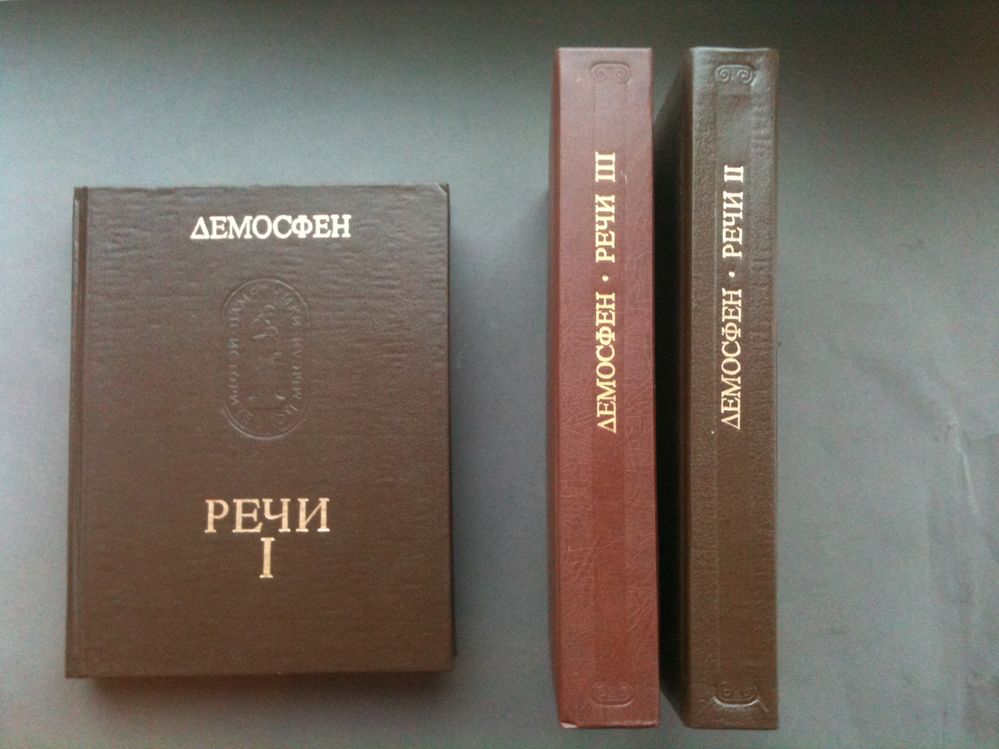 ДЕМОСФЕН
РЕЧИ
I
ДЕМОСФЕН • РЕЧИ III
ДЕМОСФЕН • РЕЧИ II